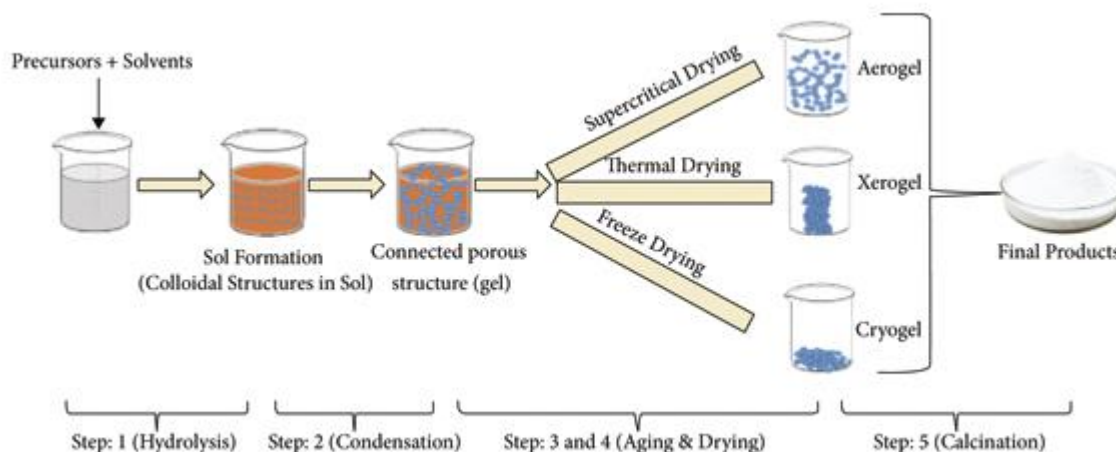 Precursors + Solvents
Sol Formation
(Colloidal Structures in Sol)
Connected porous
structure (gel)
Supercritical Drying
Thermal Drying
Freeze Drying
Aerogel
Xerogel
Cryogel
Final Products
Step: 1 (Hydrolysis)
Step: 2 (Condensation)
Step: 3 and 4 (Aging & Drying)
Step: 5 (Calcination)